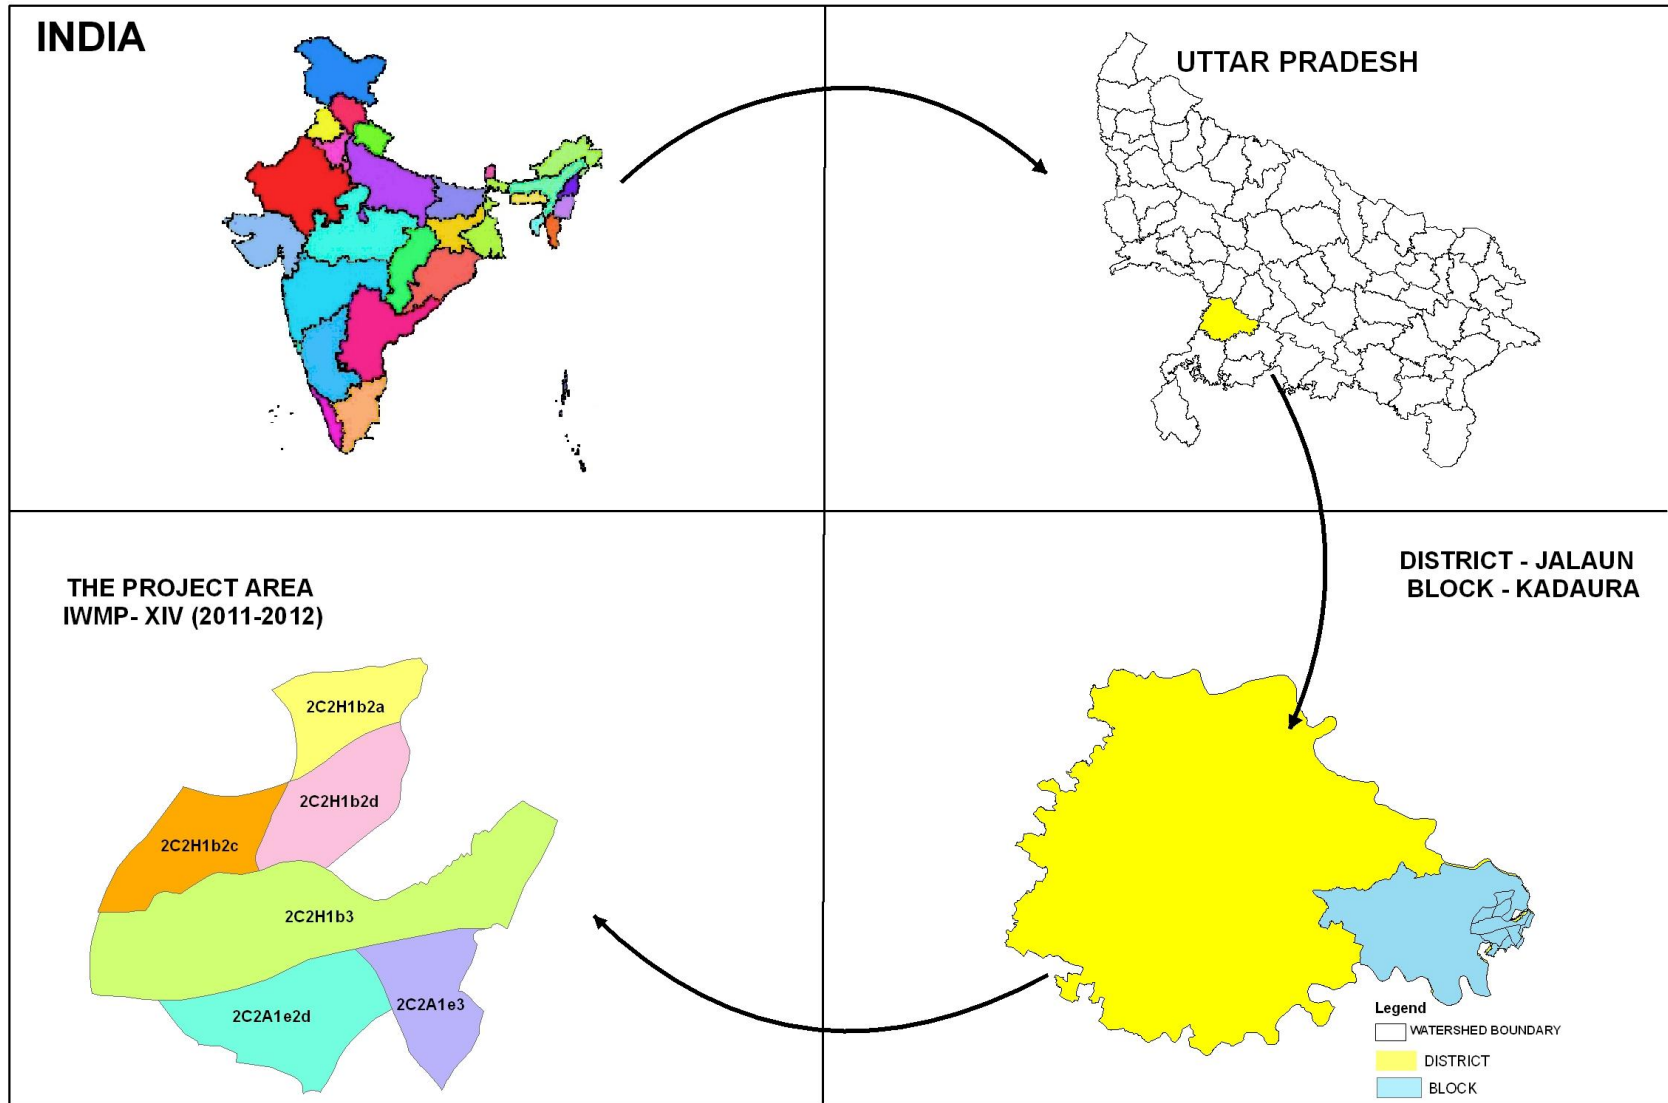 INDIA
UTTAR PRADESH
THE PROJECT AREA
IWMP- XIV (2011-2012)
2C2H1b2a
2C2H1b2d
2C2H1b2c
2C2H1b3
2C2A1e3
2C2A1e2d
DISTRICT - JALAUN
BLOCK - KADAURA
Legend
WATERSHED BOUNDARY
DISTRICT
BLOCK